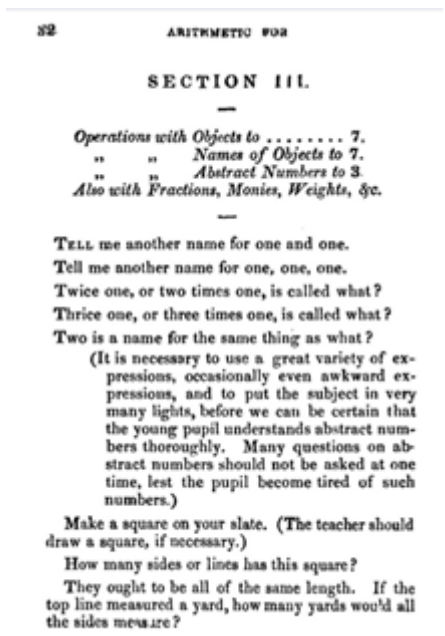 32 ARITHMETIC FOR
SECTION III.
Operations with Objects to ........ 7.
„ „ Names of Objects to 7.
„ „ Abstract Numbers to 3.
Also with Fractions, Monies, Weights, &c.
TELL me another name for one and one.
Tell me another name for one, one, one.
Twice one, or two times one, is called what?
Thrice one, or three times one, is called what?
Two is a name for the same thing as what?
(It is necessary to use a great variety of ex-
pressions, occasionally even awkward ex-
pressions, and to put the subject in very
many lights, before we can be certain that
the young pupil understands abstract num-
bers thoroughly. Many questions on ab-
stract numbers should not be asked at one
time, lest the pupil become tired of such
numbers.)
Make a square on your slate. (The teacher should
draw a square, if necessary.)
How many sides or lines has this square?
They ought to be all of the same length. If the
top line measured a yard, how many yards would all
the sides measure?